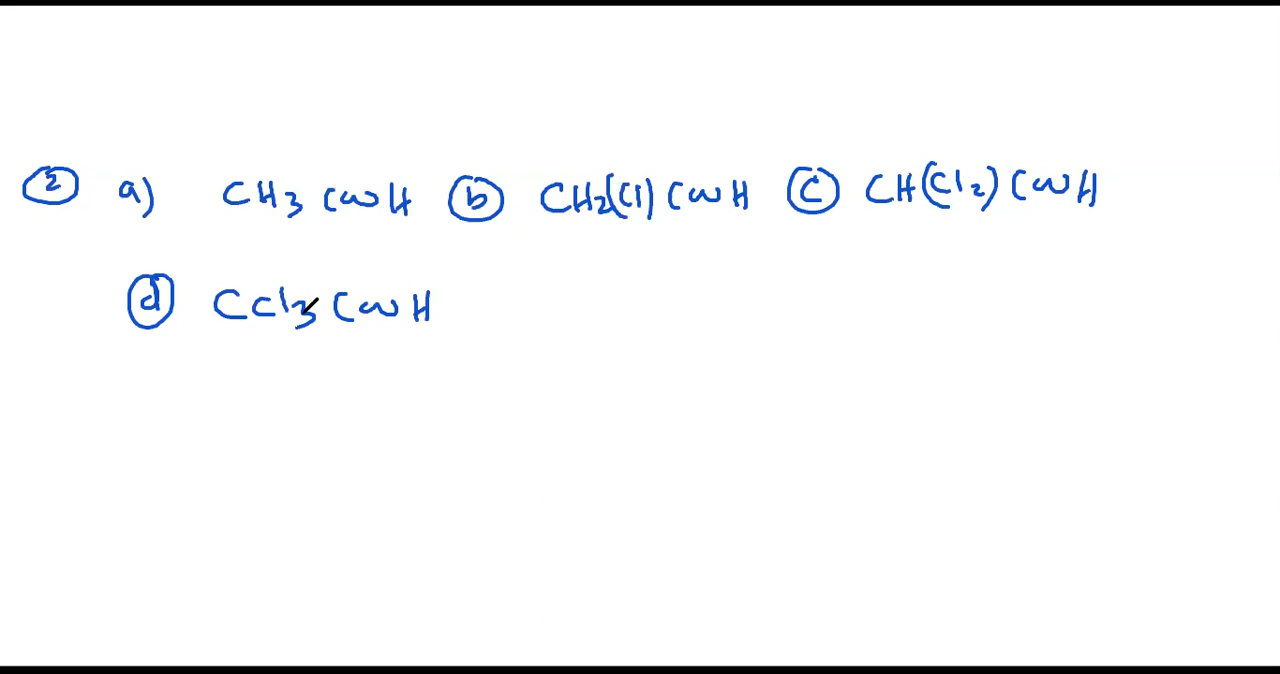 ② a) CH3 COOH ⓑ CH2(Cl) COOH ⓒ CH(Cl2) COOH
ⓓ CCl3 COOH